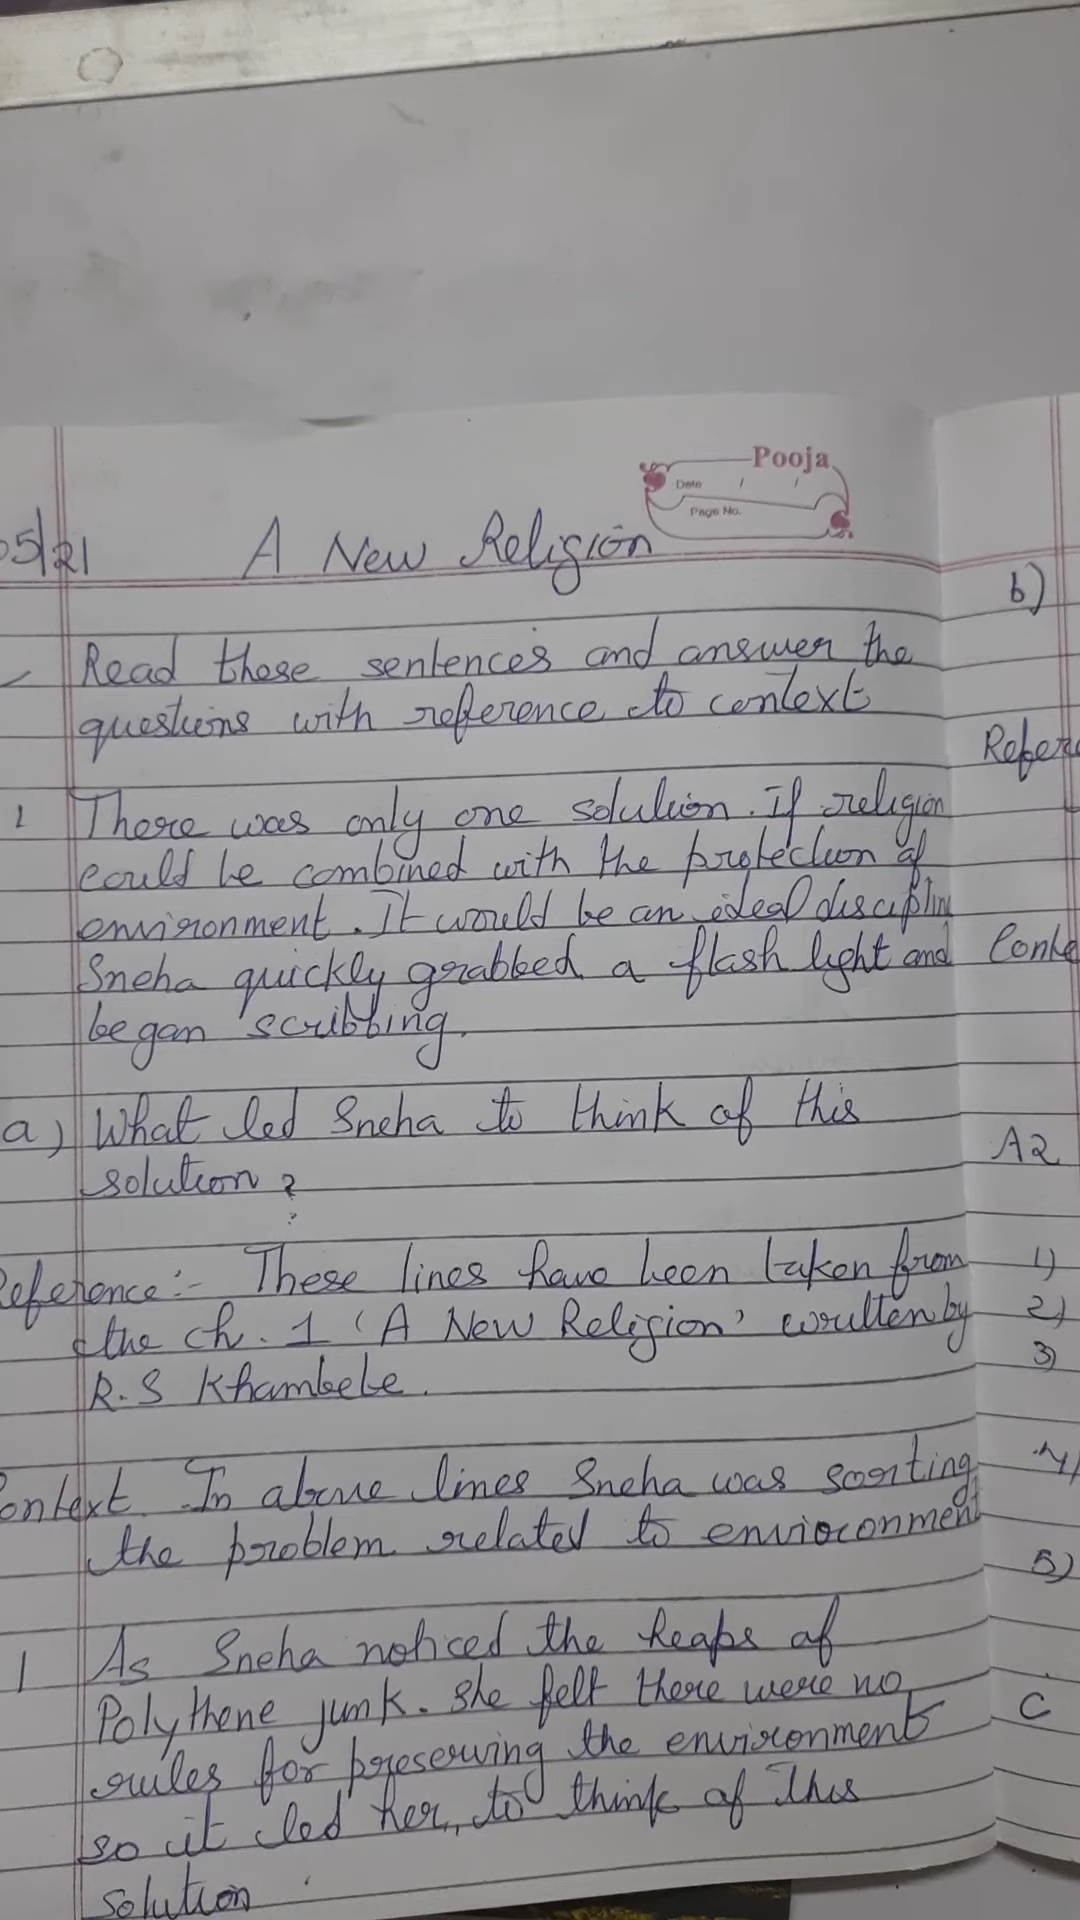 Pooja
Date / /
Page No.
05/21 A New Religion
Read these sentences and answer the
questions with reference to context
1 There was only one solution. If religion
could be combined with the protection of
environment. It would be an ideal disciplin
Sneha quickly grabbed a flash light and
began scribbing.
a) What led Sneha to think of this
solution ?
Reference:- These lines have been taken from
the ch. 1 'A New Religion' written by
R.S Khambete.
Context. In above lines Sneha was sorting
the problem related to environment
1 As Sneha noticed the heaps of
Polythene junk. She felt there were no
rules for preserving the environment
so it led her, to think of this
solution
b)
Refere
Conte
A2
1)
2)
3)
4)
5)
C